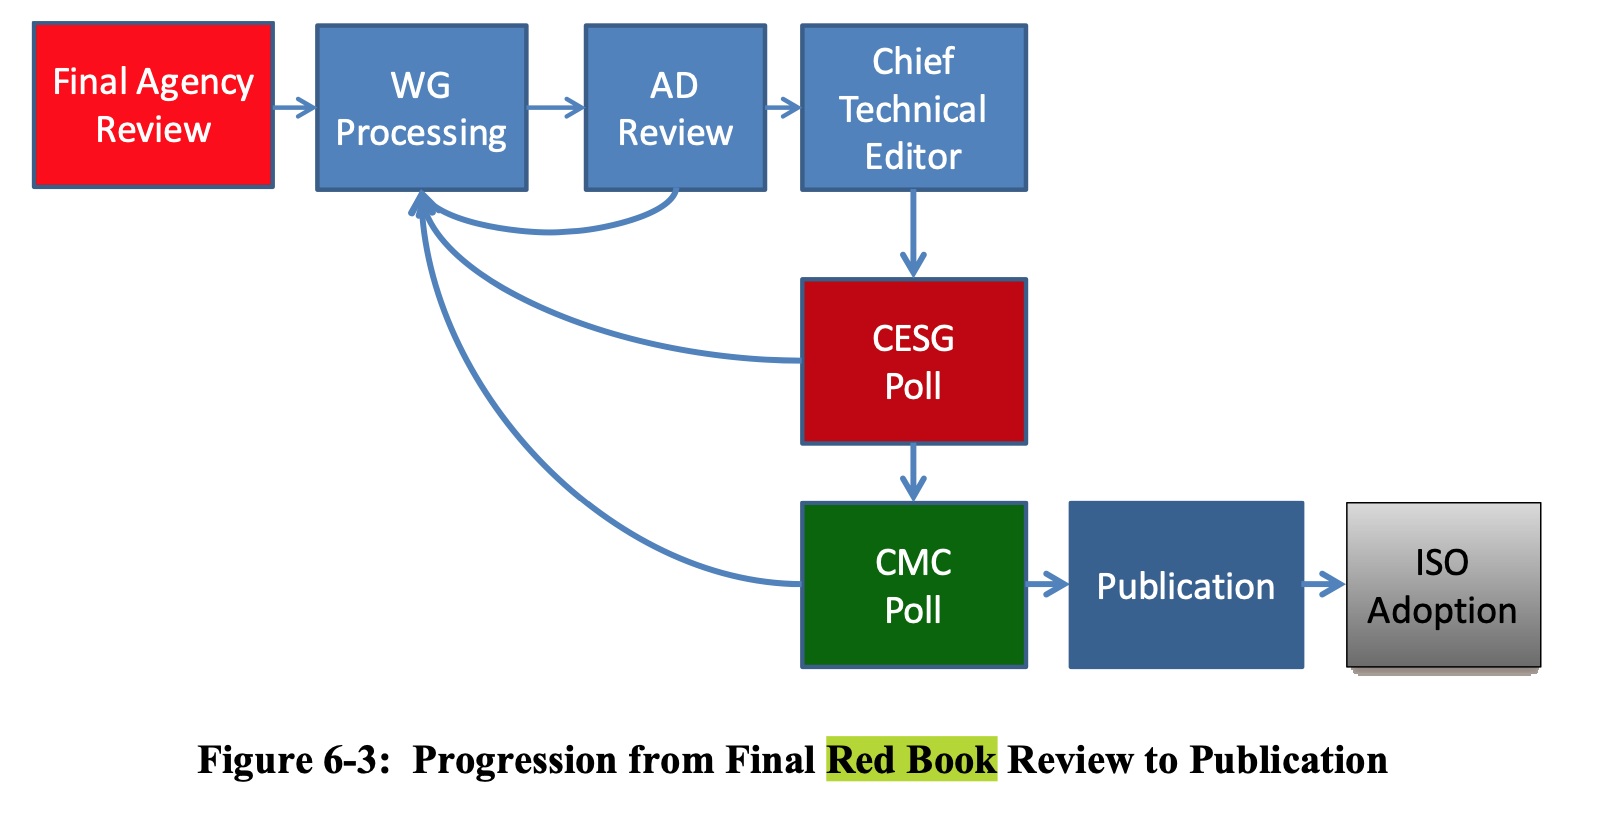 Final Agency
Review
WG
Processing
AD
Review
Chief
Technical
Editor
CESG
Poll
CMC
Poll
Publication
ISO
Adoption
Figure 6-3:  Progression from Final Red Book Review to Publication